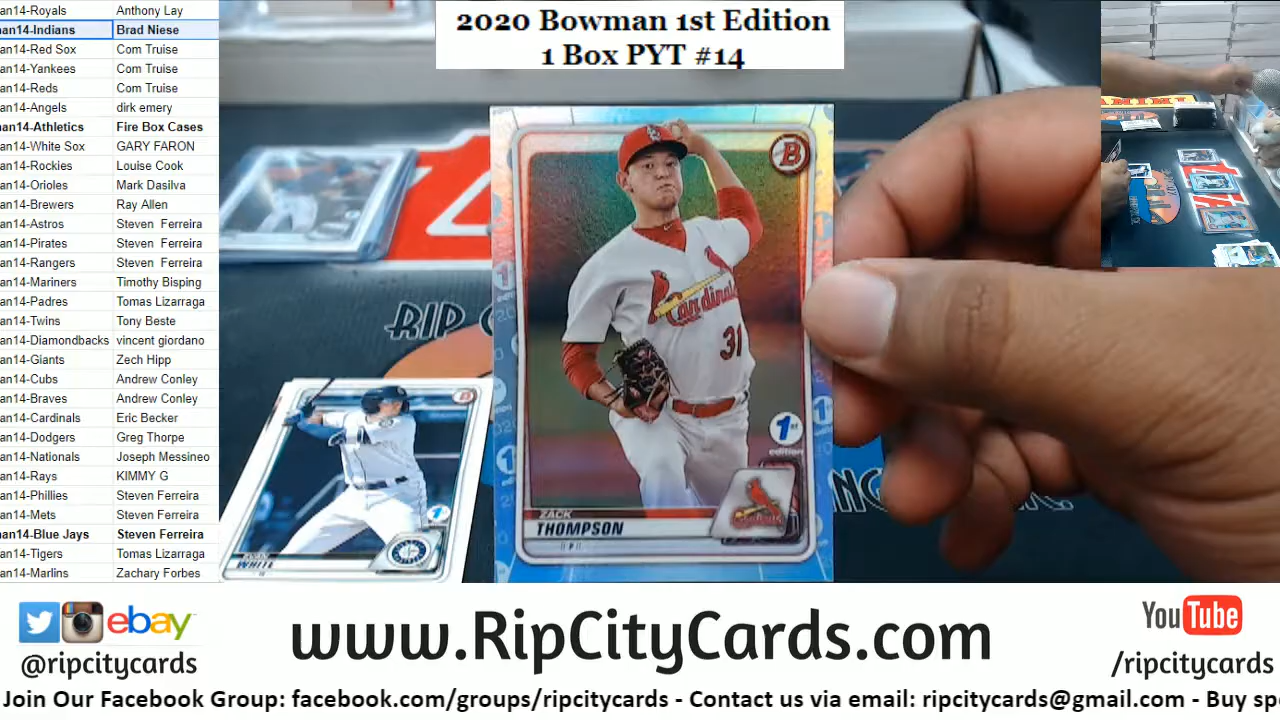 an14-Royals Anthony Lay
an14-Indians Brad Niese
an14-Red Sox Com Truise
an14-Yankees Com Truise
an14-Reds Com Truise
an14-Angels dirk emery
an14-Athletics Fire Box Cases
an14-White Sox GARY FARON
an14-Rockies Louise Cook
an14-Orioles Mark Dasilva
an14-Brewers Ray Allen
an14-Astros Steven Ferreira
an14-Pirates Steven Ferreira
an14-Rangers Steven Ferreira
an14-Mariners Timothy Bisping
an14-Padres Tomas Lizarraga
an14-Twins Tony Beste
an14-Diamondbacks vincent giordano
an14-Giants Zech Hipp
an14-Cubs Andrew Conley
an14-Braves Andrew Conley
an14-Cardinals Eric Becker
an14-Dodgers Greg Thorpe
an14-Nationals Joseph Messineo
an14-Rays KIMMY G
an14-Phillies Steven Ferreira
an14-Mets Steven Ferreira
an14-Blue Jays Steven Ferreira
an14-Tigers Tomas Lizarraga
an14-Marlins Zachary Forbes
2020 Bowman 1st Edition
1 Box PYT #14
B
Cardinals
31
1st
edition
ZACK
THOMPSON
P
RIP
B
WHITE
@ripcitycards
ebay
www.RipCityCards.com
YouTube
/ripcitycards
Join Our Facebook Group: facebook.com/groups/ripcitycards - Contact us via email: ripcitycards@gmail.com - Buy sp